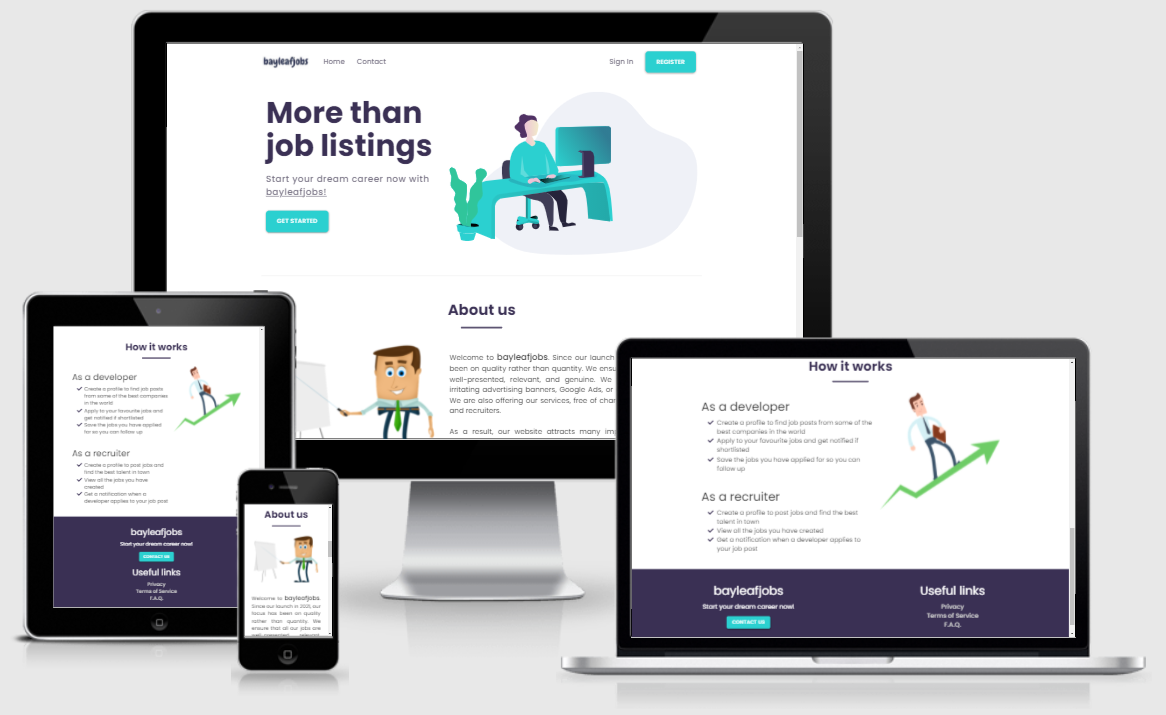 bayleafjobs Home Contact Sign In REGISTER
More than
job listings
Start your dream career now with
bayleafjobs!
GET STARTED
About us
Welcome to bayleafjobs. Since our launch
been on quality rather than quantity. We ensu
well-presented, relevant, and genuine. We
irritating advertising banners, Google Ads, or
We are also offering our services, free of char
and recruiters.
As a result, our website attracts many imp
How it works
As a developer
Create a profile to find job posts
from some of the best companies
in the world
Apply to your favourite jobs and
get notified if shortlisted
Save the jobs you have applied
for so you can follow up
As a recruiter
Create a profile to post jobs and
find the best talent in town
View all the jobs you have
created
Get a notification when a
developer applies to your job post
bayleafjobs
Start your dream career now!
CONTACT US
Useful links
Privacy
Terms of Service
F.A.Q.
About us
Welcome to bayleafjobs.
Since our launch in 2021, our
focus has been on quality
rather than quantity. We
ensure that all our jobs are
well-presented, relevant,
How it works
As a developer
Create a profile to find job posts from some of the
best companies in the world
Apply to your favourite jobs and get notified if
shortlisted
Save the jobs you have applied for so you can
follow up
As a recruiter
Create a profile to post jobs and find the best
talent in town
View all the jobs you have created
Get a notification when a developer applies to
your job post
bayleafjobs
Start your dream career now!
CONTACT US
Useful links
Privacy
Terms of Service
F.A.Q.